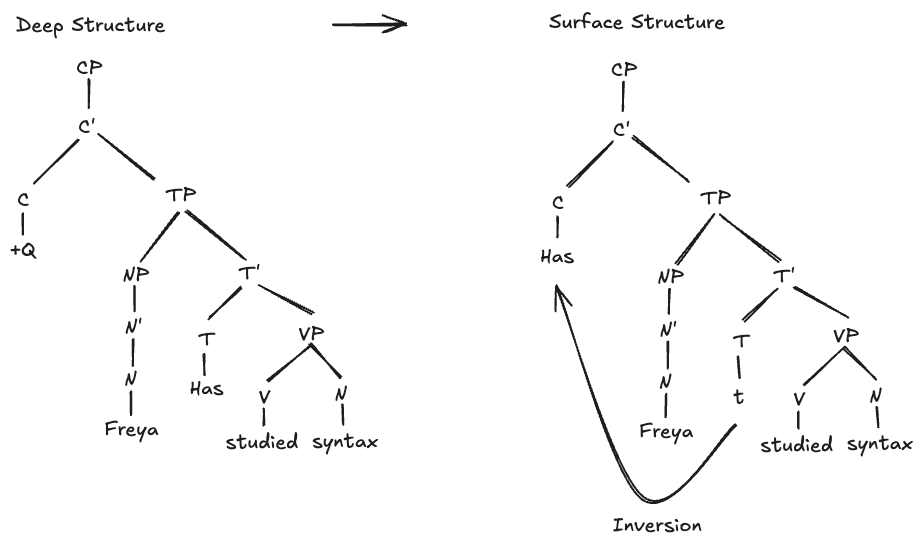 Deep Structure
CP
C'
C
TP
+Q
NP
T'
N'
T
VP
N
Has
V
N
Freya
studied
syntax
Surface Structure
CP
C'
C
TP
Has
NP
T'
N'
T
VP
N
t
V
N
Freya
studied
syntax
Inversion